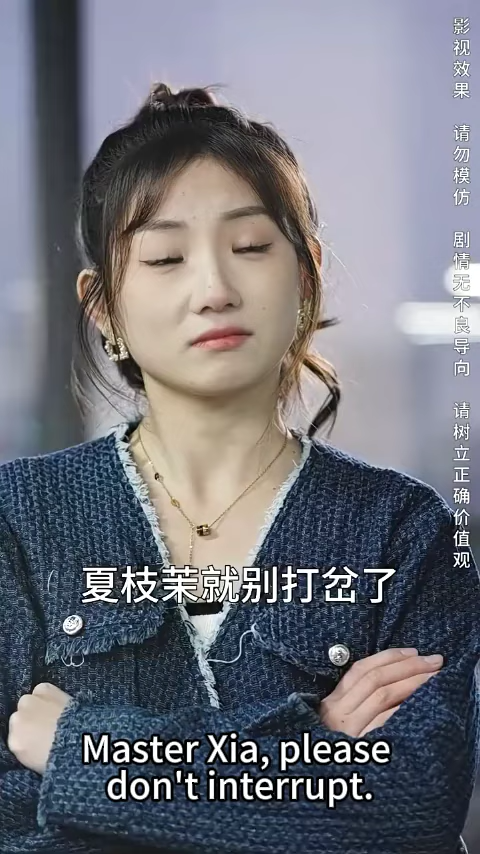 影视效果 请勿模仿 剧情无不良导向 请树立正确价值观
夏枝茉就别打岔了
Master Xia, please
don't interrupt.